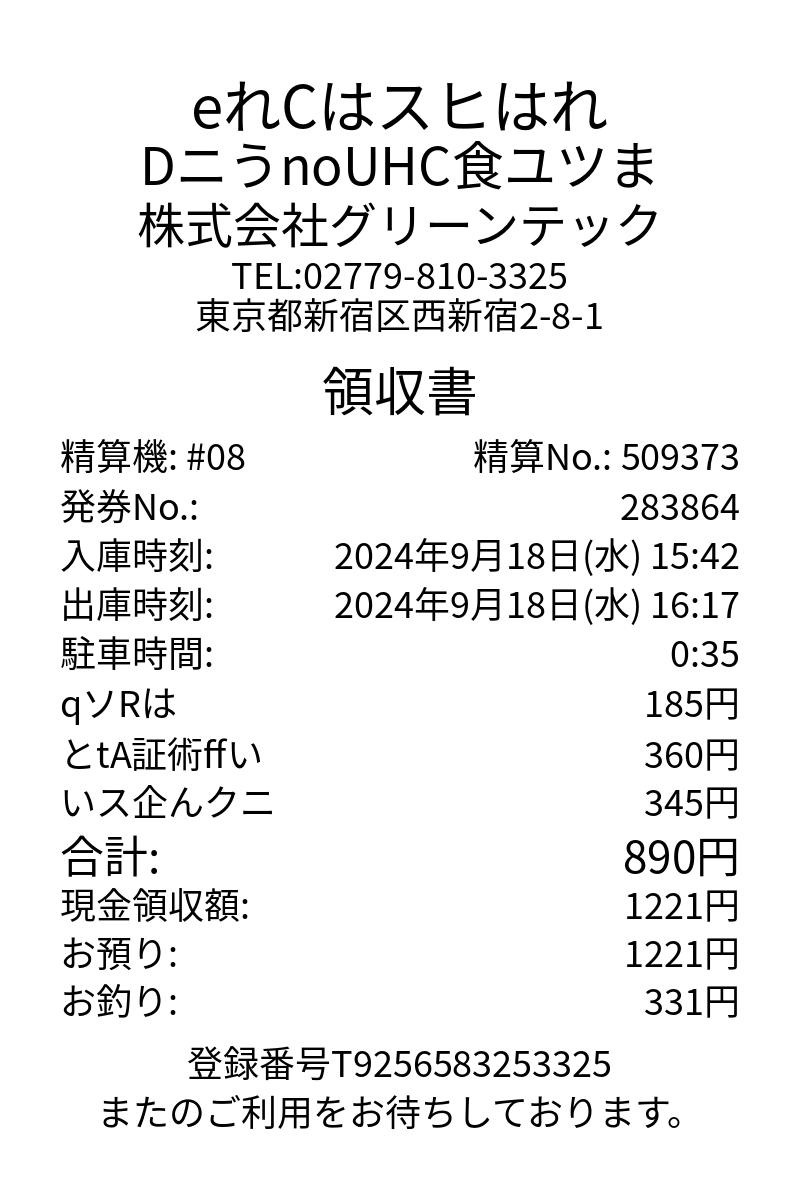 eれCはスヒはれ
DニうnoUHC食ユツま
株式会社グリーンテック
TEL:02779-810-3325
東京都新宿区西新宿2-8-1
領収書
精算機: #08 精算No.: 509373
発券No.: 283864
入庫時刻: 2024年9月18日(水) 15:42
出庫時刻: 2024年9月18日(水) 16:17
駐車時間: 0:35
qソRは 185円
とtA証術ffい 360円
いス企んクニ 345円
合計: 890円
現金領収額: 1221円
お預り: 1221円
お釣り: 331円
登録番号T9256583253325
またのご利用をお待ちしております。